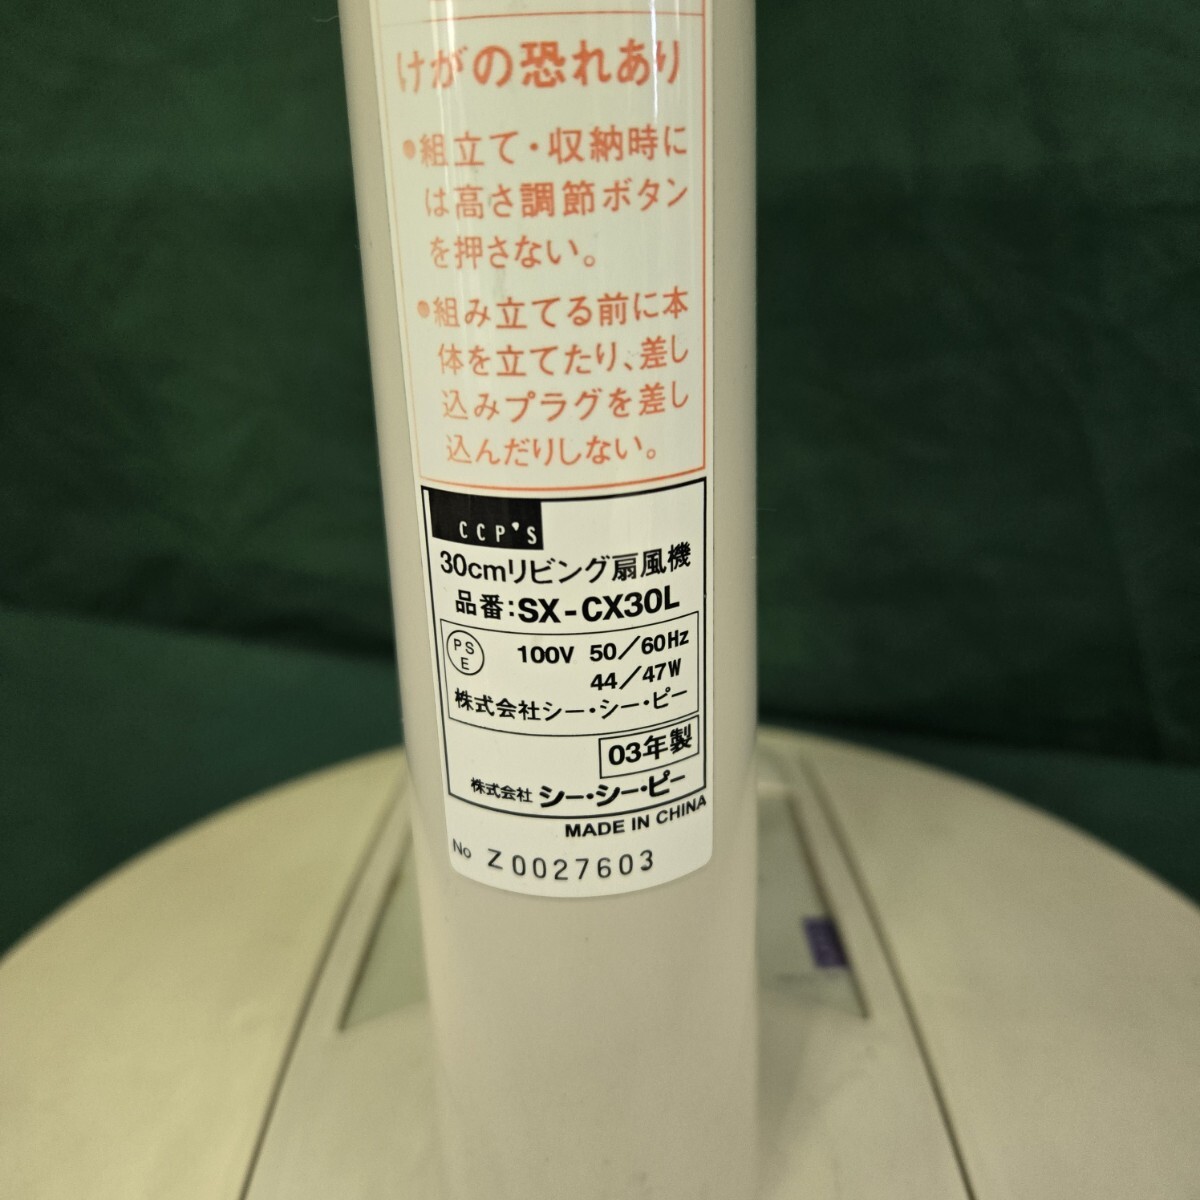 けがの恐れあり
●組立て・収納時に
は高さ調節ボタン
を押さない。
●組み立てる前に本
体を立てたり、差し
込みプラグを差し
込んだりしない。
CCP'S
30cmリビング扇風機
品番:SX-CX30L
PS
E
100V 50/60Hz
44/47W
株式会社シー・シー・ピー
03年製
株式会社 シー・シー・ピー
MADE IN CHINA
No Z0027603